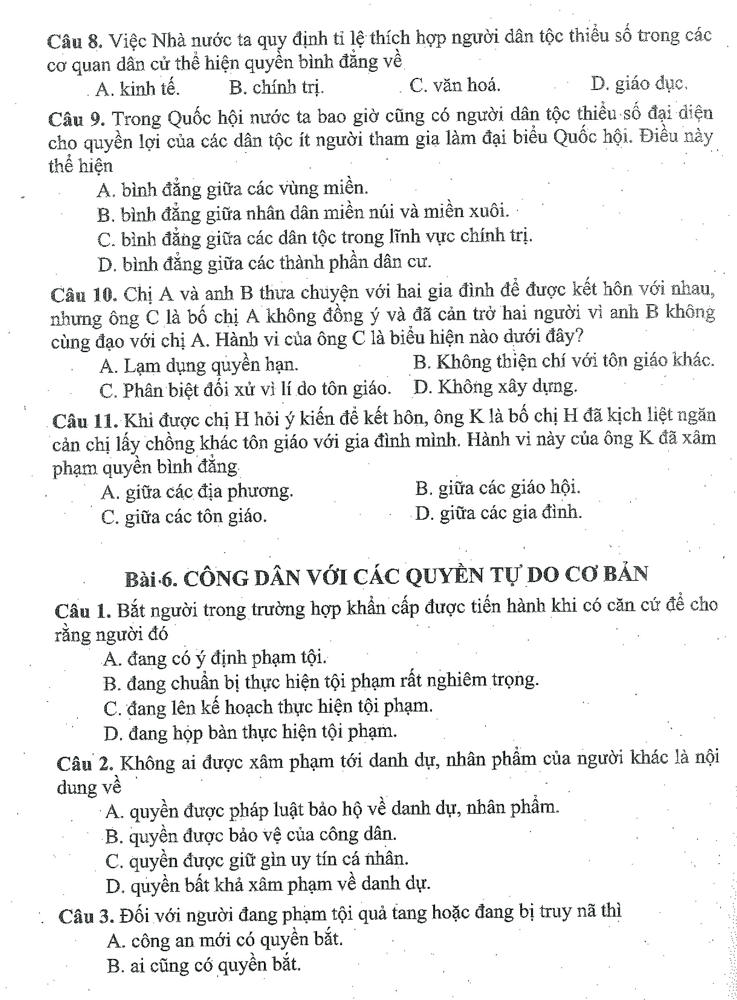 Câu 8. Việc Nhà nước ta quy định tỉ lệ thích hợp người dân tộc thiểu số trong các
cơ quan dân cử thể hiện quyền bình đẳng về
A. kinh tế. B. chính trị. C. văn hoá. D. giáo dục.
Câu 9. Trong Quốc hội nước ta bao giờ cũng có người dân tộc thiểu số đại diện
cho quyền lợi của các dân tộc ít người tham gia làm đại biểu Quốc hội. Điều này
thể hiện
A. bình đẳng giữa các vùng miền.
B. bình đẳng giữa nhân dân miền núi và miền xuôi.
C. bình đẳng giữa các dân tộc trong lĩnh vực chính trị.
D. bình đẳng giữa các thành phần dân cư.
Câu 10. Chị A và anh B thưa chuyện với hai gia đình để được kết hôn với nhau,
nhưng ông C là bố chị A không đồng ý và đã cản trở hai người vì anh B không
cùng đạo với chị A. Hành vi của ông C là biểu hiện nào dưới đây?
A. Lạm dụng quyền hạn. B. Không thiện chí với tôn giáo khác.
C. Phân biệt đối xử vì lí do tôn giáo. D. Không xây dựng.
Câu 11. Khi được chị H hỏi ý kiến để kết hôn, ông K là bố chị H đã kịch liệt ngăn
cản chị lấy chồng khác tôn giáo với gia đình mình. Hành vi này của ông K đã xâm
phạm quyền bình đẳng
A. giữa các địa phương. B. giữa các giáo hội.
C. giữa các tôn giáo. D. giữa các gia đình.
Bài 6. CÔNG DÂN VỚI CÁC QUYỀN TỰ DO CƠ BẢN
Câu 1. Bắt người trong trường hợp khẩn cấp được tiến hành khi có căn cứ để cho
rằng người đó
A. đang có ý định phạm tội.
B. đang chuẩn bị thực hiện tội phạm rất nghiêm trọng.
C. đang lên kế hoạch thực hiện tội phạm.
D. đang họp bàn thực hiện tội phạm.
Câu 2. Không ai được xâm phạm tới danh dự, nhân phẩm của người khác là nội
dung về
A. quyền được pháp luật bảo hộ về danh dự, nhân phẩm.
B. quyền được bảo vệ của công dân.
C. quyền được giữ gìn uy tín cá nhân.
D. quyền bất khả xâm phạm về danh dự.
Câu 3. Đối với người đang phạm tội quả tang hoặc đang bị truy nã thì
A. công an mới có quyền bắt.
B. ai cũng có quyền bắt.